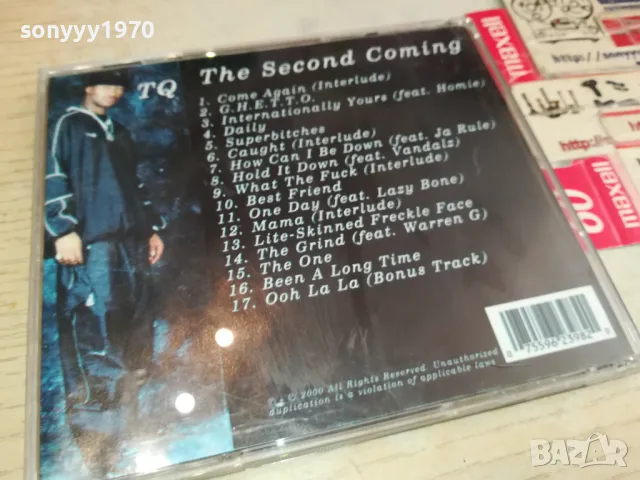 sonyyy1970
TQ
The Second Coming
1. Come Again (Interlude)
2. G.H.E.T.T.O.
3. Internationally Yours (feat. Homie)
4. Daily
5. Superbitches
6. Caught (Interlude)
7. How Can I Be Down (feat. Ja Rule)
8. Hold It Down (feat. Vandalz)
9. What The Fuck (Interlude)
10. Best Friend
11. One Day (feat. Lazy Bone)
12. Mama (Interlude)
13. Lite-Skinned Freckle Face
14. The Grind (feat. Warren G)
15. The One
16. Been A Long Time
17. Ooh La La (Bonus Track)
© 2000 All Rights Reserved. Unauthorized
duplication is a violation of applicable laws
75596 23982
maxell
http://
maxell
90
BAZAR
bg